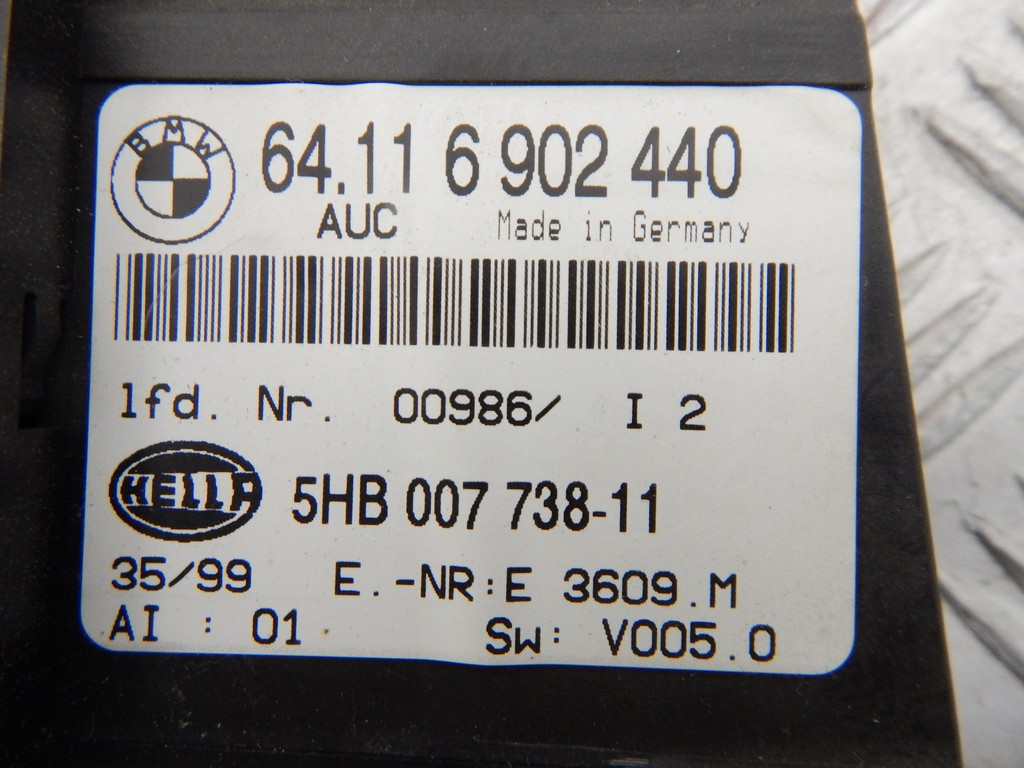 BMW
64.11 6 902 440
AUC Made in Germany
lfd. Nr. 00986/ I 2
HELLA
5HB 007 738-11
35/99 E.-NR:E 3609.M
AI : 01 Sw: V005.0